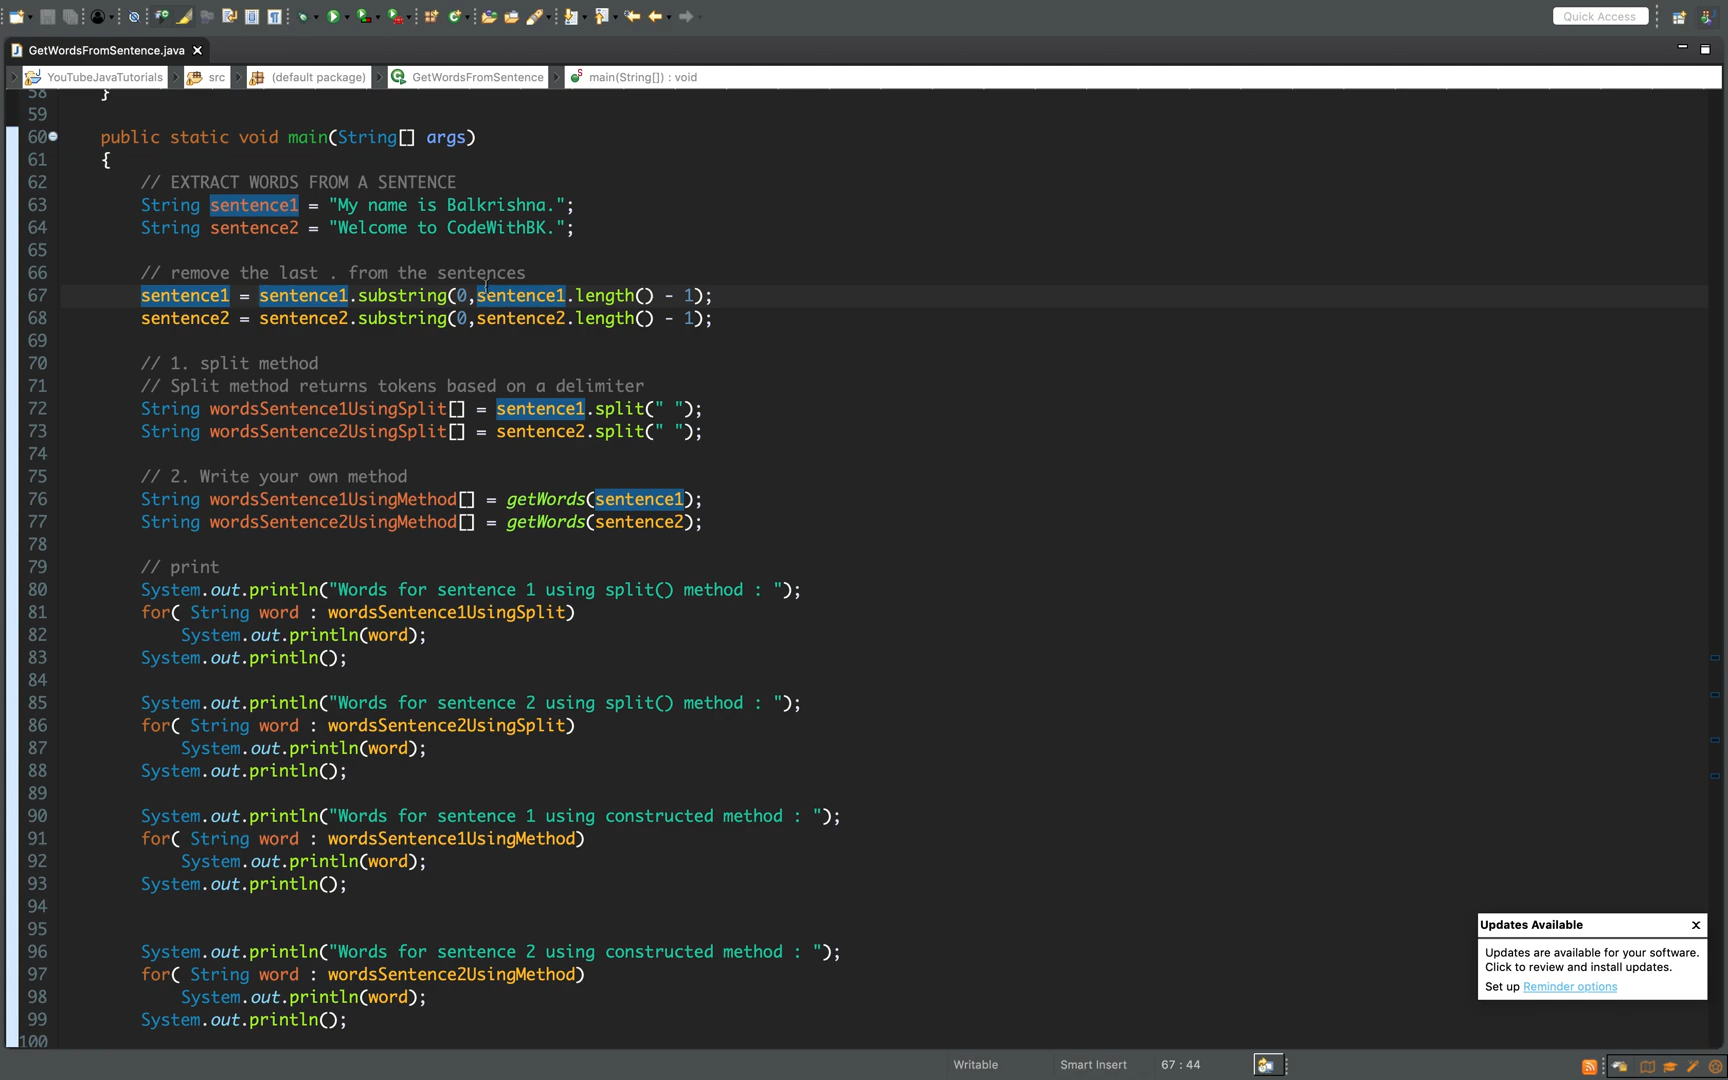 Quick Access
GetWordsFromSentence.java
YouTubeJavaTutorials src (default package) GetWordsFromSentence main(String[]) : void
58 }
59
60 public static void main(String[] args)
61 {
62 // EXTRACT WORDS FROM A SENTENCE
63 String sentence1 = "My name is Balkrishna.";
64 String sentence2 = "Welcome to CodeWithBK.";
65
66 // remove the last . from the sentences
67 sentence1 = sentence1.substring(0,sentence1.length() - 1);
68 sentence2 = sentence2.substring(0,sentence2.length() - 1);
69
70 // 1. split method
71 // Split method returns tokens based on a delimiter
72 String wordsSentence1UsingSplit[] = sentence1.split(" ");
73 String wordsSentence2UsingSplit[] = sentence2.split(" ");
74
75 // 2. Write your own method
76 String wordsSentence1UsingMethod[] = getWords(sentence1);
77 String wordsSentence2UsingMethod[] = getWords(sentence2);
78
79 // print
80 System.out.println("Words for sentence 1 using split() method : ");
81 for( String word : wordsSentence1UsingSplit)
82 System.out.println(word);
83 System.out.println();
84
85 System.out.println("Words for sentence 2 using split() method : ");
86 for( String word : wordsSentence2UsingSplit)
87 System.out.println(word);
88 System.out.println();
89
90 System.out.println("Words for sentence 1 using constructed method : ");
91 for( String word : wordsSentence1UsingMethod)
92 System.out.println(word);
93 System.out.println();
94
95
96 System.out.println("Words for sentence 2 using constructed method : ");
97 for( String word : wordsSentence2UsingMethod)
98 System.out.println(word);
99 System.out.println();
100
Updates Available
Updates are available for your software.
Click to review and install updates.
Set up Reminder options
Writable Smart Insert 67 : 44